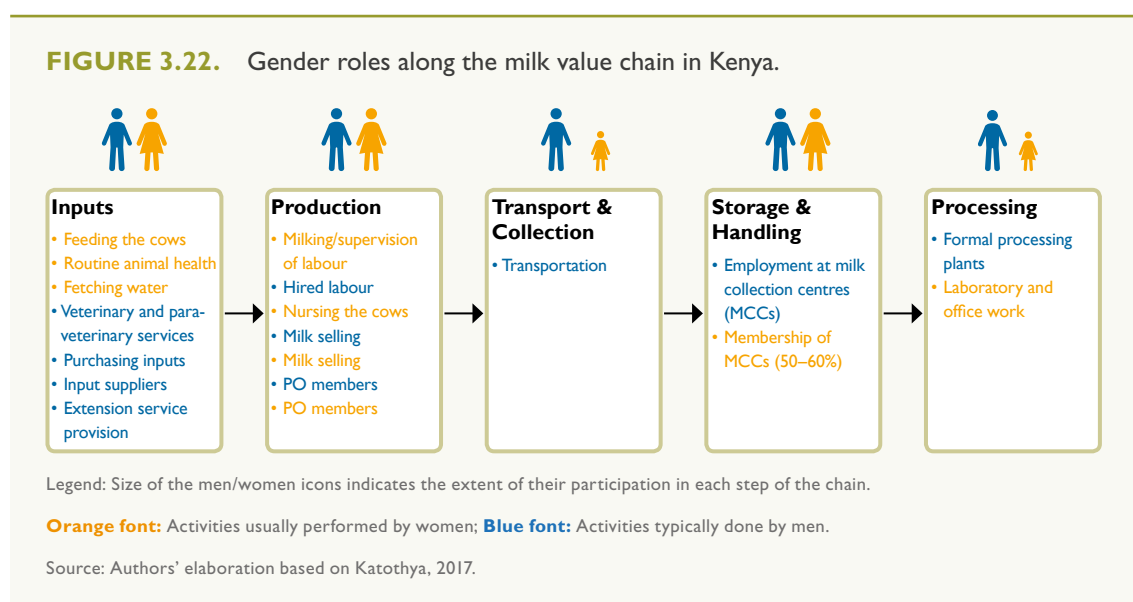 FIGURE 3.22. Gender roles along the milk value chain in Kenya.
Inputs
• Feeding the cows
• Routine animal health
• Fetching water
• Veterinary and para-
veterinary services
• Purchasing inputs
• Input suppliers
• Extension service
provision
Production
• Milking/supervision
of labour
• Hired labour
• Nursing the cows
• Milk selling
• Milk selling
• PO members
• PO members
Transport &
Collection
• Transportation
Storage &
Handling
• Employment at milk
collection centres
(MCCs)
• Membership of
MCCs (50–60%)
Processing
• Formal processing
plants
• Laboratory and
office work
Legend: Size of the men/women icons indicates the extent of their participation in each step of the chain.
Orange font: Activities usually performed by women; Blue font: Activities typically done by men.
Source: Authors’ elaboration based on Katothya, 2017.